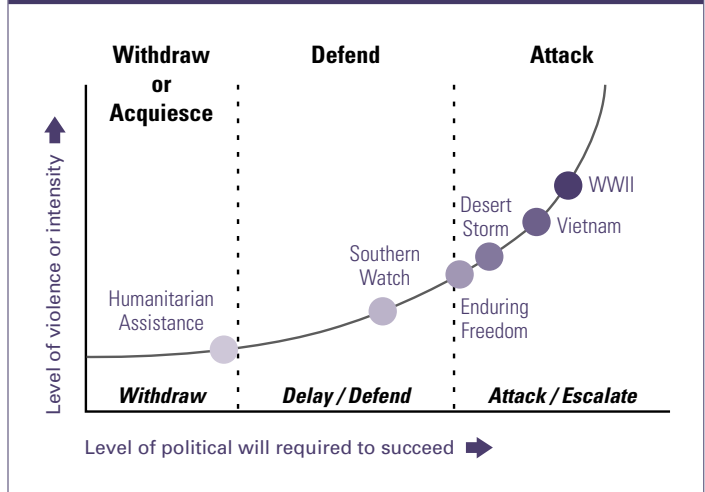 Withdraw
or
Acquiesce
Defend
Attack
Level of violence or intensity
WWII
Desert
Storm
Vietnam
Southern
Watch
Humanitarian
Assistance
Enduring
Freedom
Withdraw
Delay / Defend
Attack / Escalate
Level of political will required to succeed